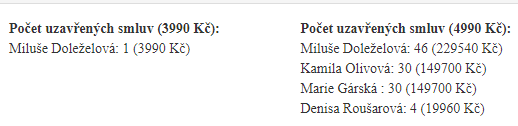 Počet uzavřených smluv (3990 Kč):
Miluše Doleželová: 1 (3990 Kč)
Počet uzavřených smluv (4990 Kč):
Miluše Doleželová: 46 (229540 Kč)
Kamila Olivová: 30 (149700 Kč)
Marie Gárská : 30 (149700 Kč)
Denisa Roušarová: 4 (19960 Kč)